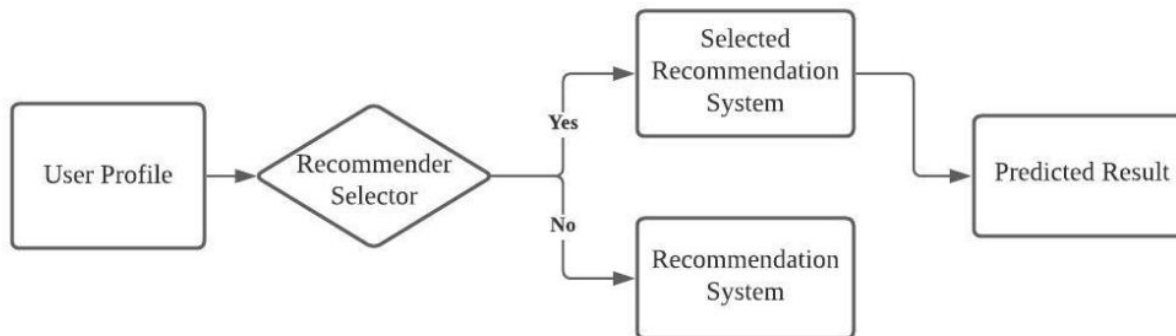 User Profile
Recommender
Selector
Yes
No
Selected
Recommendation
System
Recommendation
System
Predicted Result